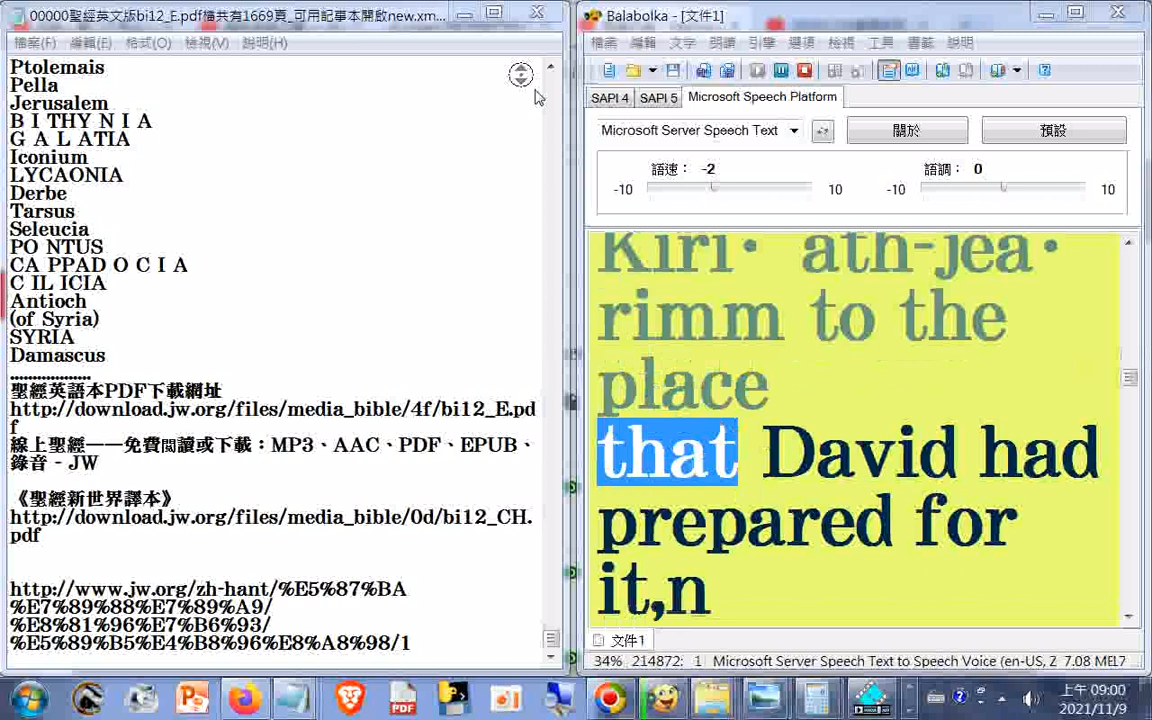 00000聖經英文版bi12_E.pdf檔共有1669頁_可用記事本開啟new.xm...
檔案(F) 編輯(E) 格式(O) 檢視(V) 說明(H)
Ptolemais
Pella
Jerusalem
B I THY N I A
G A L ATIA
Iconium
LYCAONIA
Derbe
Tarsus
Seleucia
PO NTUS
CA PPAD O C I A
C IL ICIA
Antioch
(of Syria)
SYRIA
Damascus
..................
聖經英語本PDF下載網址
http://download.jw.org/files/media_bible/4f/bi12_E.pd
f
線上聖經——免費閱讀或下載：MP3、AAC、PDF、EPUB、
錄音 - JW
《聖經新世界譯本》
http://download.jw.org/files/media_bible/0d/bi12_CH.
pdf
http://www.jw.org/zh-hant/%E5%87%BA
%E7%89%88%E7%89%A9/
%E8%81%96%E7%B6%93/
%E5%89%B5%E4%B8%96%E8%A8%98/1
Balabolka - [文件1]
檔案 編輯 文字 朗讀 引擎 選項 檢視 工具 書籤 說明
SAPI 4 SAPI 5 Microsoft Speech Platform
Microsoft Server Speech Text 關於 預設
語速： -2 語調： 0
-10 10 -10 10
Kiri· ath-jea·
rimm to the
place
that David had
prepared for
it,n
文件1
34% 214872: 1 Microsoft Server Speech Text to Speech Voice (en-US, Z 7.08 МБ7
PDF
上午 09:00
2021/11/9